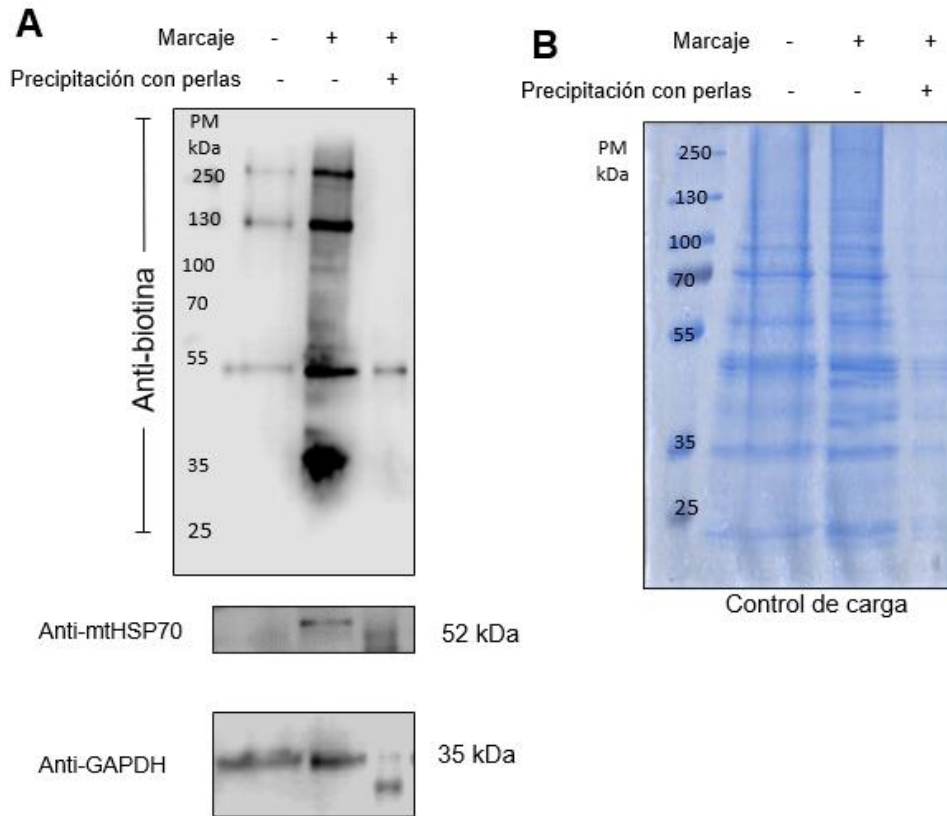 A
Marcaje - + +
Precipitación con perlas - - +
PM
kDa
250
130
100
70
55
35
25
Anti-biotina
Anti-mtHSP70 52 kDa
Anti-GAPDH 35 kDa
B
Marcaje - + +
Precipitación con perlas - - +
PM
kDa
250
130
100
70
55
35
25
Control de carga